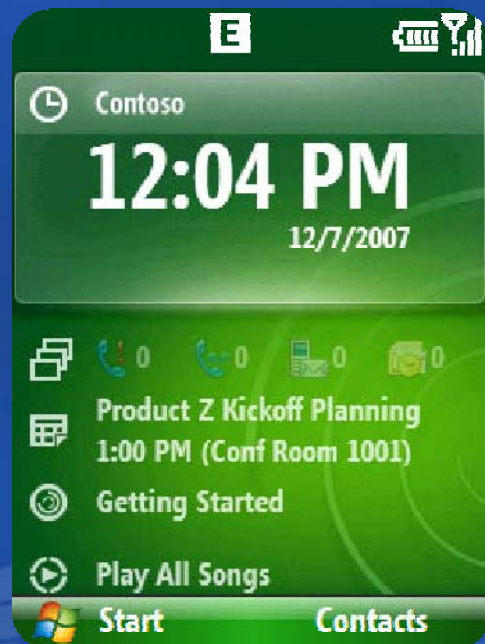 E
Contoso
12:04 PM
12/7/2007
0 0 0 0
Product Z Kickoff Planning
1:00 PM (Conf Room 1001)
Getting Started
Play All Songs
Start Contacts